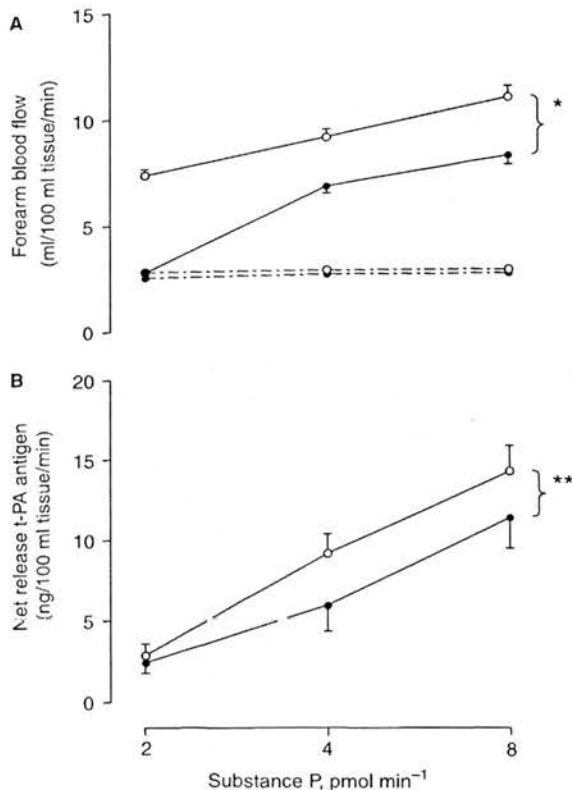 A
15
10
5
0
Forearm blood flow
(ml/100 ml tissue/min)
*
B
20
15
10
5
0
Net release t-PA antigen
(ng/100 ml tissue/min)
**
2 4 8
Substance P, pmol min⁻¹